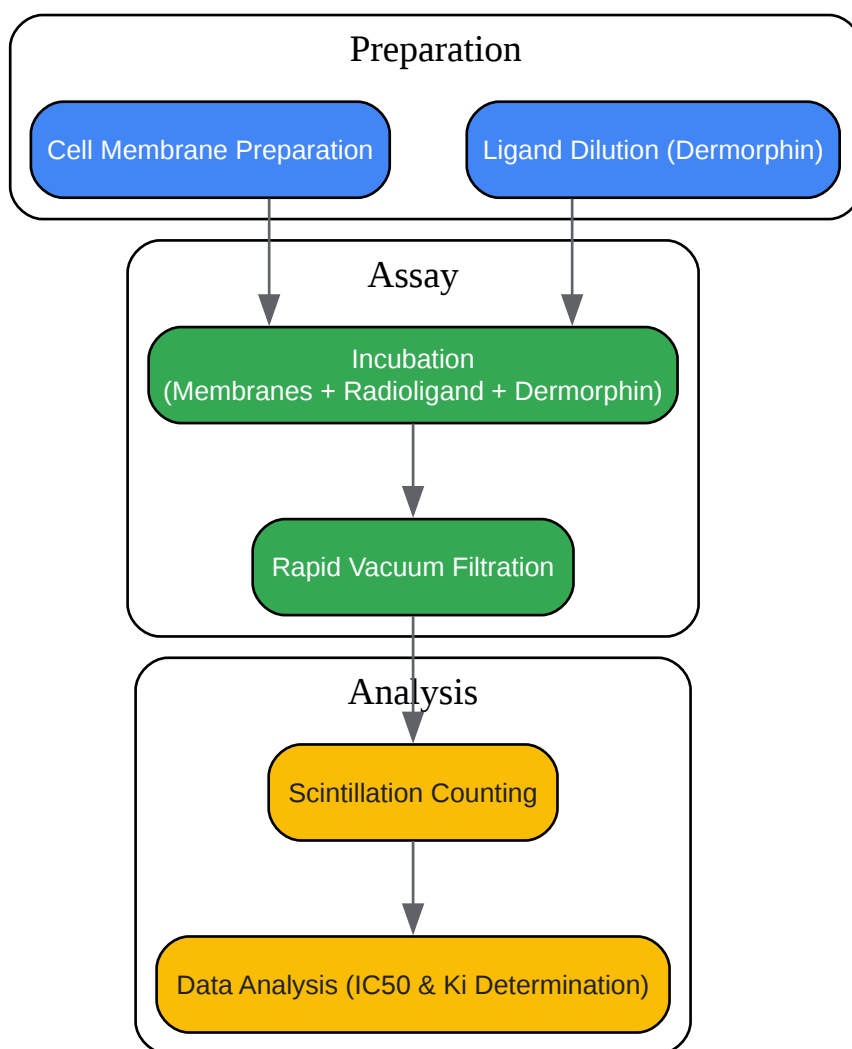 Preparation
Cell Membrane Preparation
Ligand Dilution (Dermorphin)
Assay
Incubation
(Membranes + Radioligand + Dermorphin)
Rapid Vacuum Filtration
Analysis
Scintillation Counting
Data Analysis (IC50 & Ki Determination)